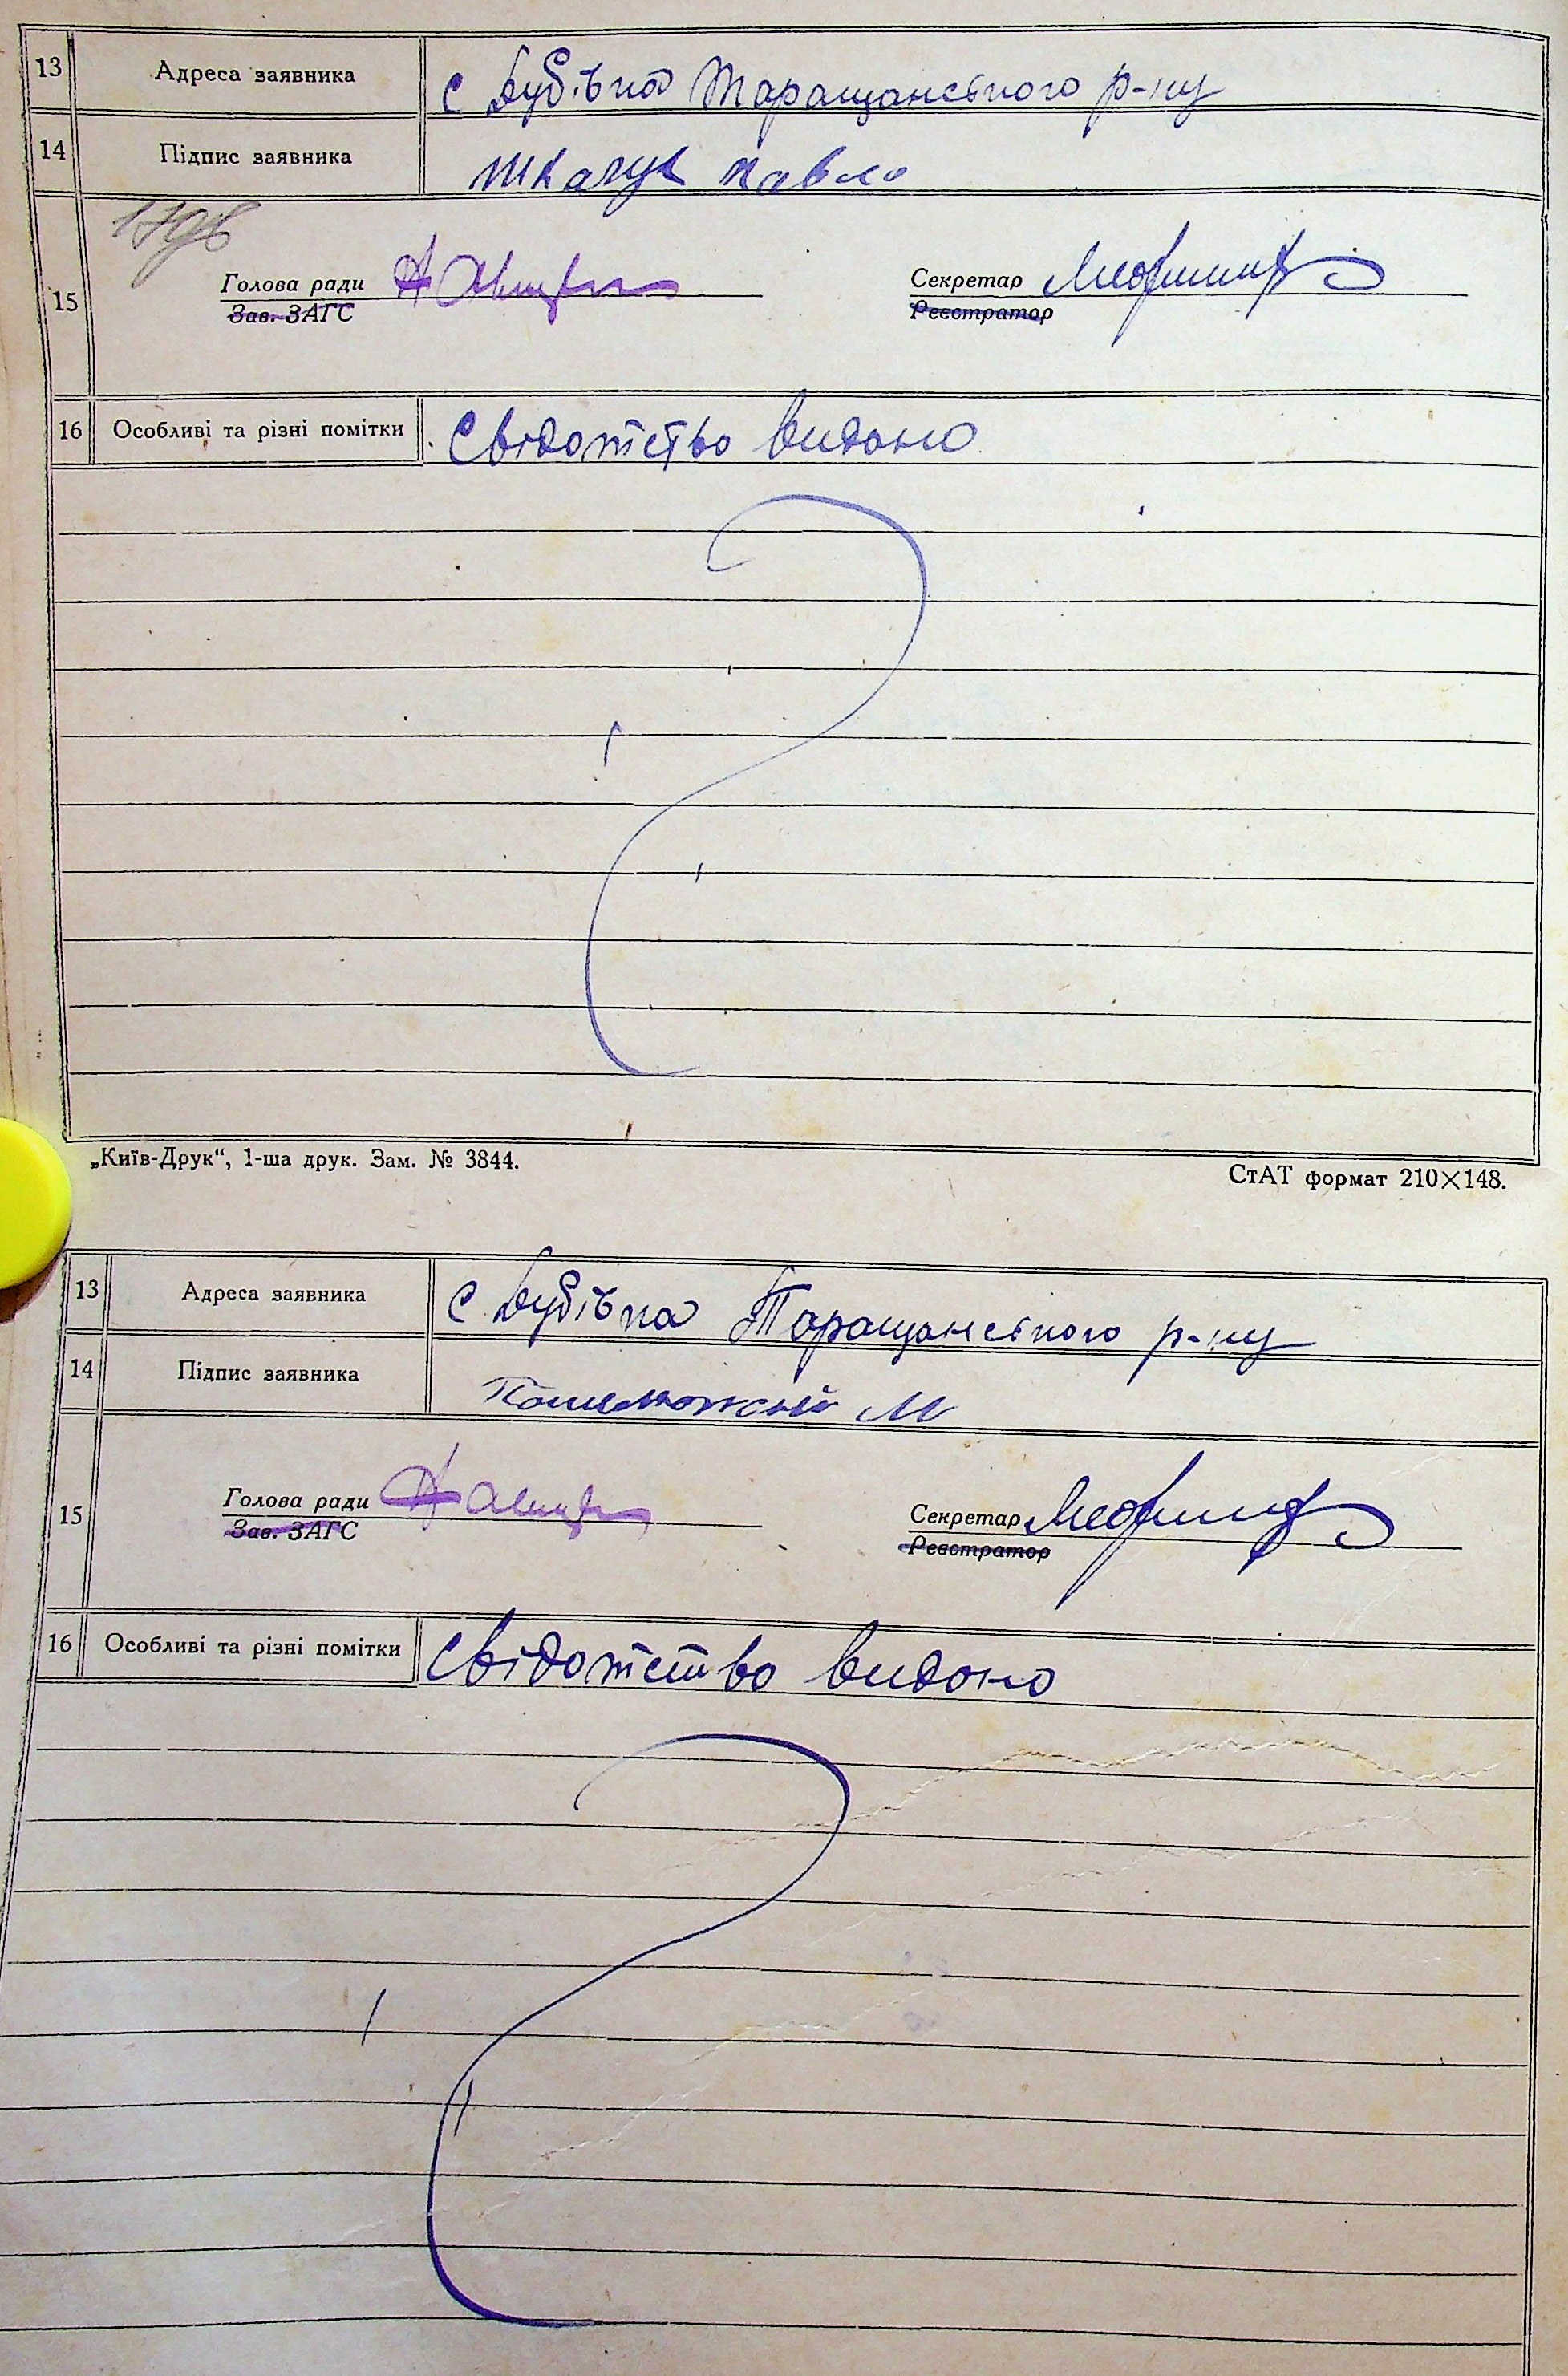 13 Адреса заявника с Дубівка Таращанського р-ну
14 Підпис заявника Ткачук Павло
15
Голова ради Секретар
Зав. ЗАГС Реєстратор
16 Особливі та різні помітки Свідотство видано
„Київ-Друк“, 1-ша друк. Зам. № 3844. СтАТ формат 210×148.
13 Адреса заявника с Дубівка Таращанського р-ну
14 Підпис заявника М
15
Голова ради Секретар
Зав. ЗАГС Реєстратор
16 Особливі та різні помітки Свідотство видано